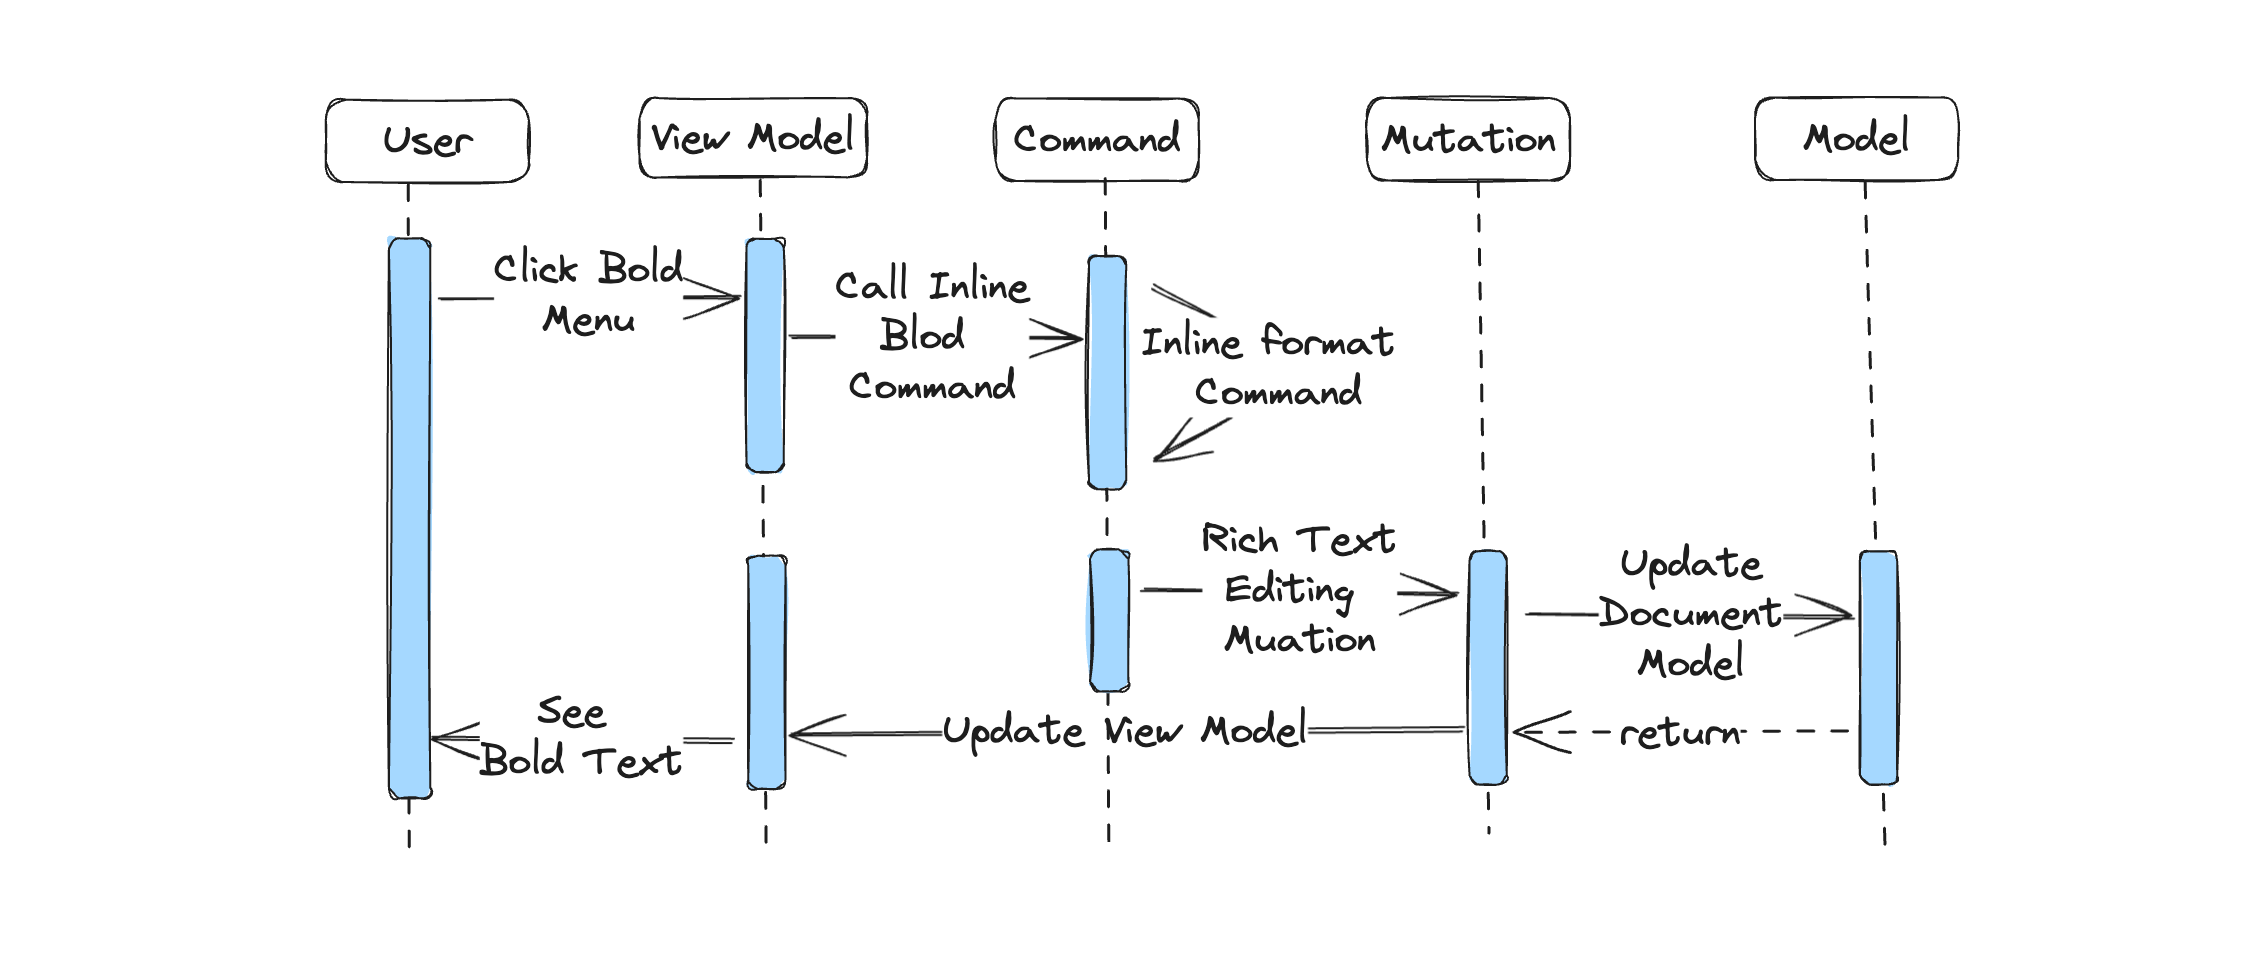 User
View Model
Command
Mutation
Model
Click Bold
Menu
Call Inline
Blod
Command
Inline format
Command
Rich Text
Editing
Muation
Update
Document
Model
return
Update View Model
See
Bold Text